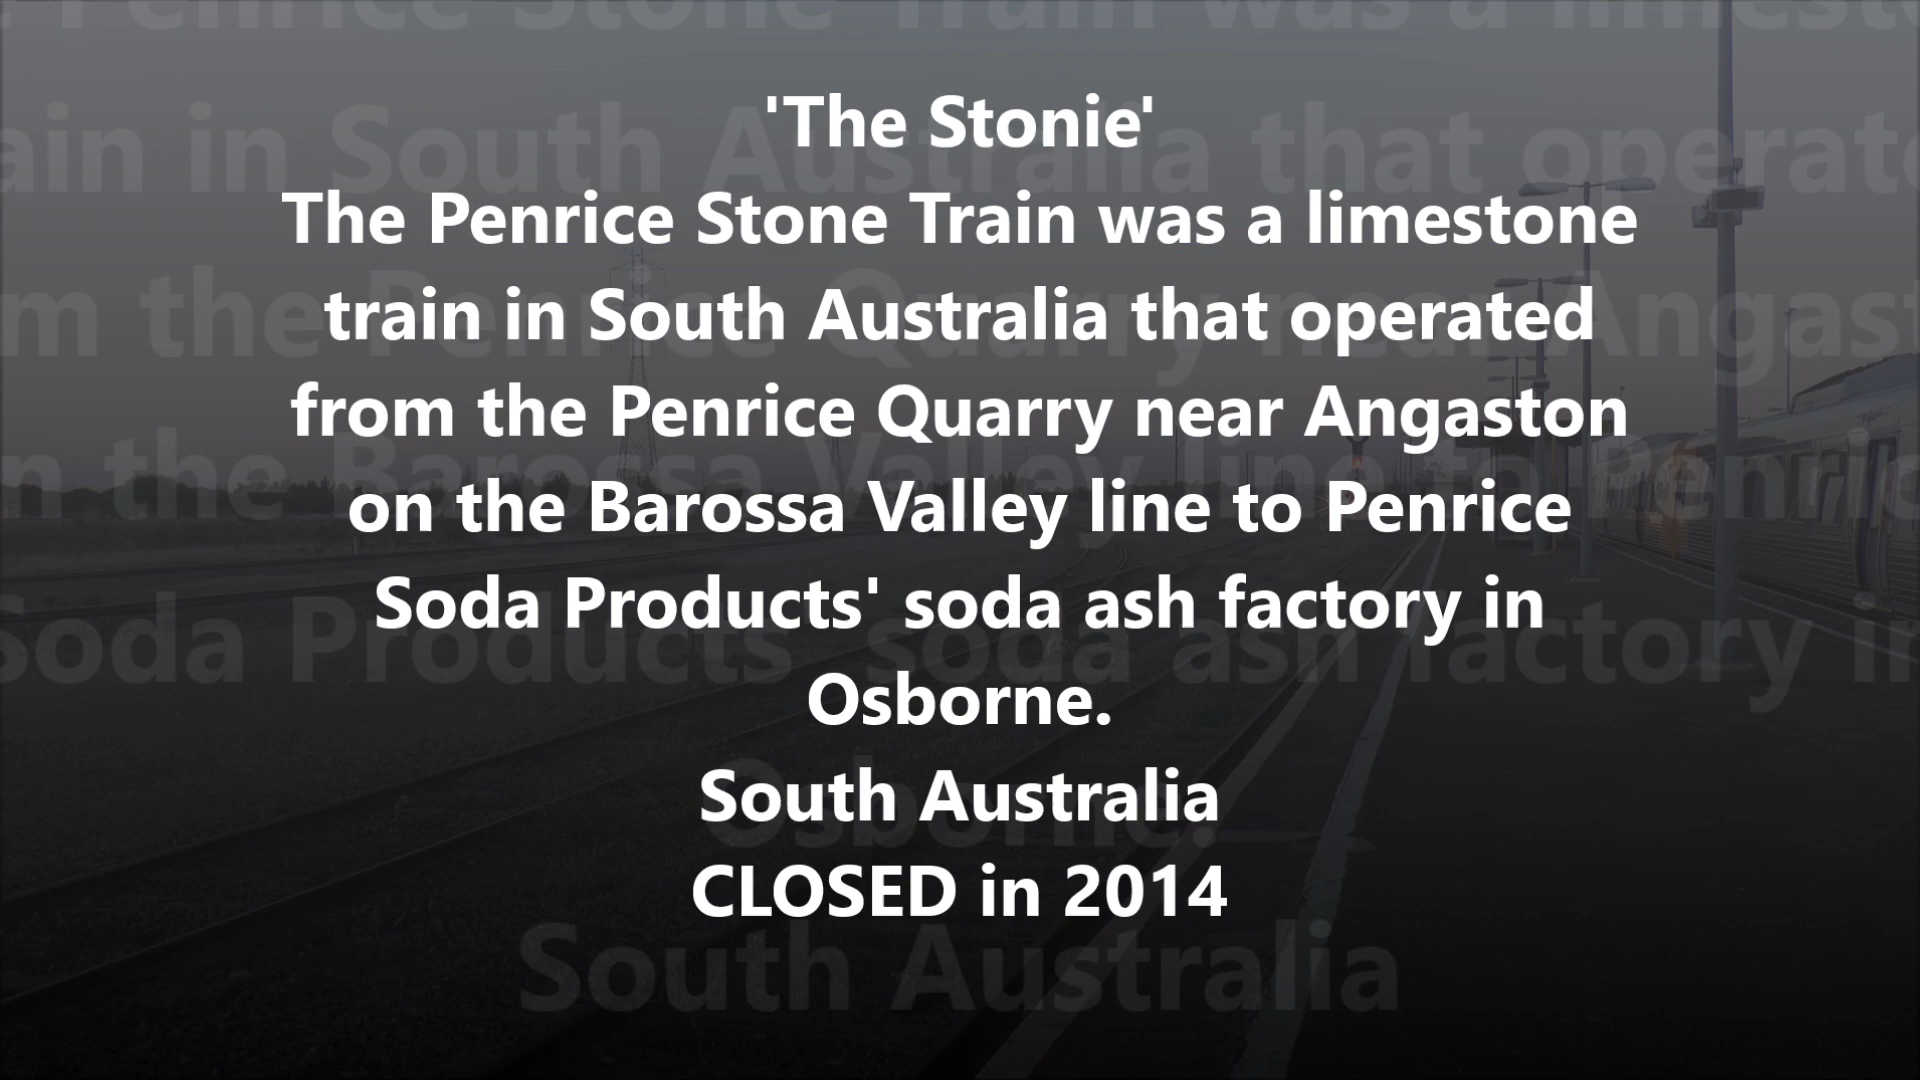 'The Stonie'
The Penrice Stone Train was a limestone
train in South Australia that operated
from the Penrice Quarry near Angaston
on the Barossa Valley line to Penrice
Soda Products' soda ash factory in
Osborne.
South Australia
CLOSED in 2014